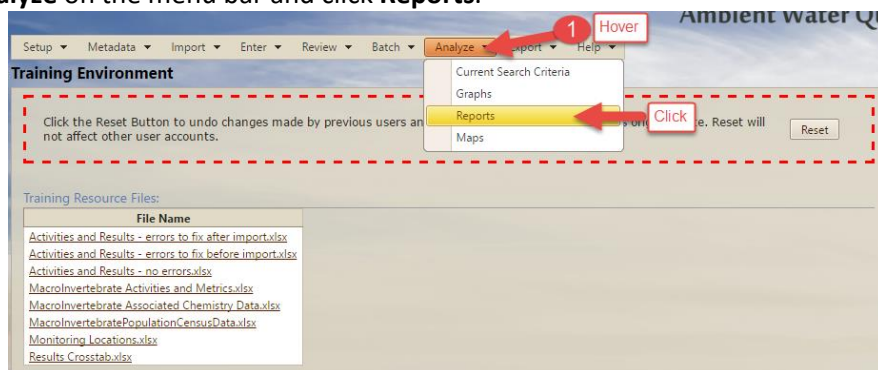 alyze on the menu bar and click Reports.
Ambient Water Qu
1 Hover
Setup Metadata Import Enter Review Batch Analyze Export Help
Training Environment
Current Search Criteria
Graphs
Reports
Maps
Click
Click the Reset Button to undo changes made by previous users an
e. Reset will
not affect other user accounts.
Reset
Training Resource Files:
File Name
Activities and Results - errors to fix after import.xlsx
Activities and Results - errors to fix before import.xlsx
Activities and Results - no errors.xlsx
MacroInvertebrate Activities and Metrics.xlsx
MacroInvertebrate Associated Chemistry Data.xlsx
MacroInvertebratePopulationCensusData.xlsx
Monitoring Locations.xlsx
Results Crosstab.xlsx